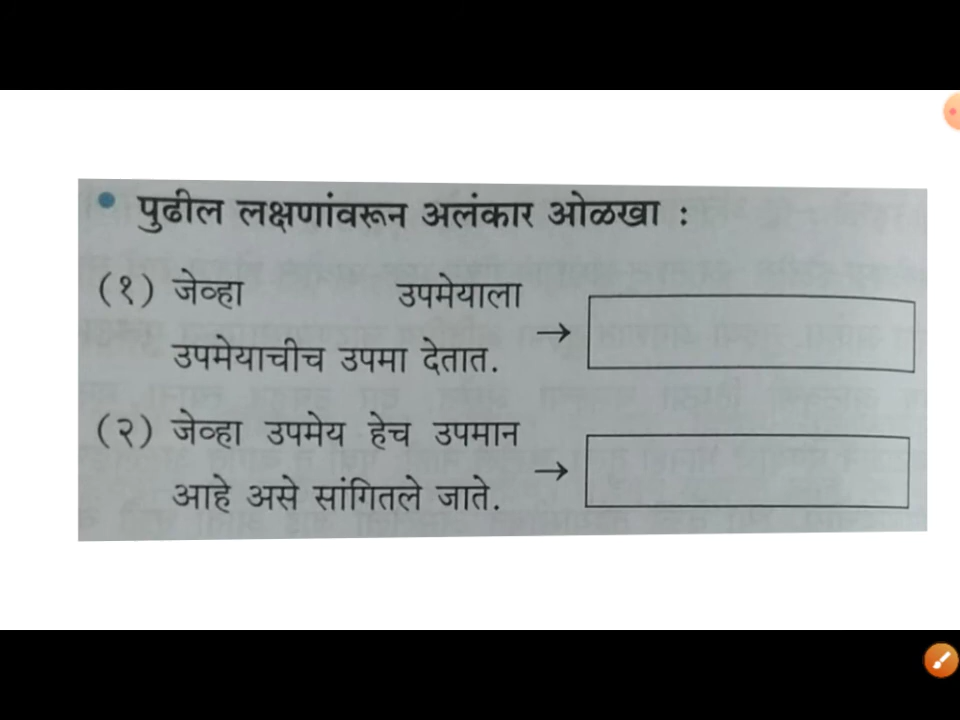 • पुढील लक्षणांवरून अलंकार ओळखा :
(१) जेव्हा उपमेयाला
उपमेयाचीच उपमा देतात. →
(२) जेव्हा उपमेय हेच उपमान
आहे असे सांगितले जाते. →